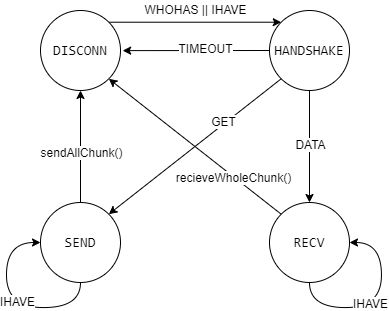 WHOHAS || IHAVE
DISCONN
TIMEOUT
HANDSHAKE
GET
DATA
sendAllChunk()
recieveWholeChunk()
SEND
RECV
IHAVE
IHAVE